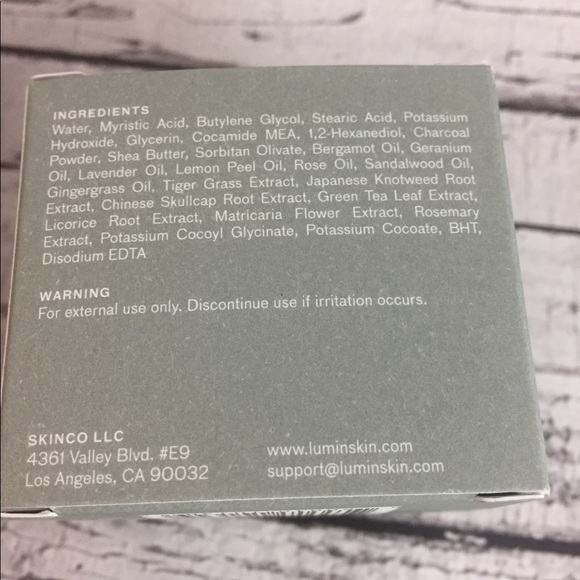 INGREDIENTS
Water, Myristic Acid, Butylene Glycol, Stearic Acid, Potassium
Hydroxide, Glycerin, Cocamide MEA, 1,2-Hexanediol, Charcoal
Powder, Shea Butter, Sorbitan Olivate, Bergamot Oil, Geranium
Oil, Lavender Oil, Lemon Peel Oil, Rose Oil, Sandalwood Oil,
Gingergrass Oil, Tiger Grass Extract, Japanese Knotweed Root
Extract, Chinese Skullcap Root Extract, Green Tea Leaf Extract,
Licorice Root Extract, Matricaria Flower Extract, Rosemary
Extract, Potassium Cocoyl Glycinate, Potassium Cocoate, BHT,
Disodium EDTA
WARNING
For external use only. Discontinue use if irritation occurs.
SKINCO LLC
4361 Valley Blvd. #E9
Los Angeles, CA 90032
www.luminskin.com
support@luminskin.com